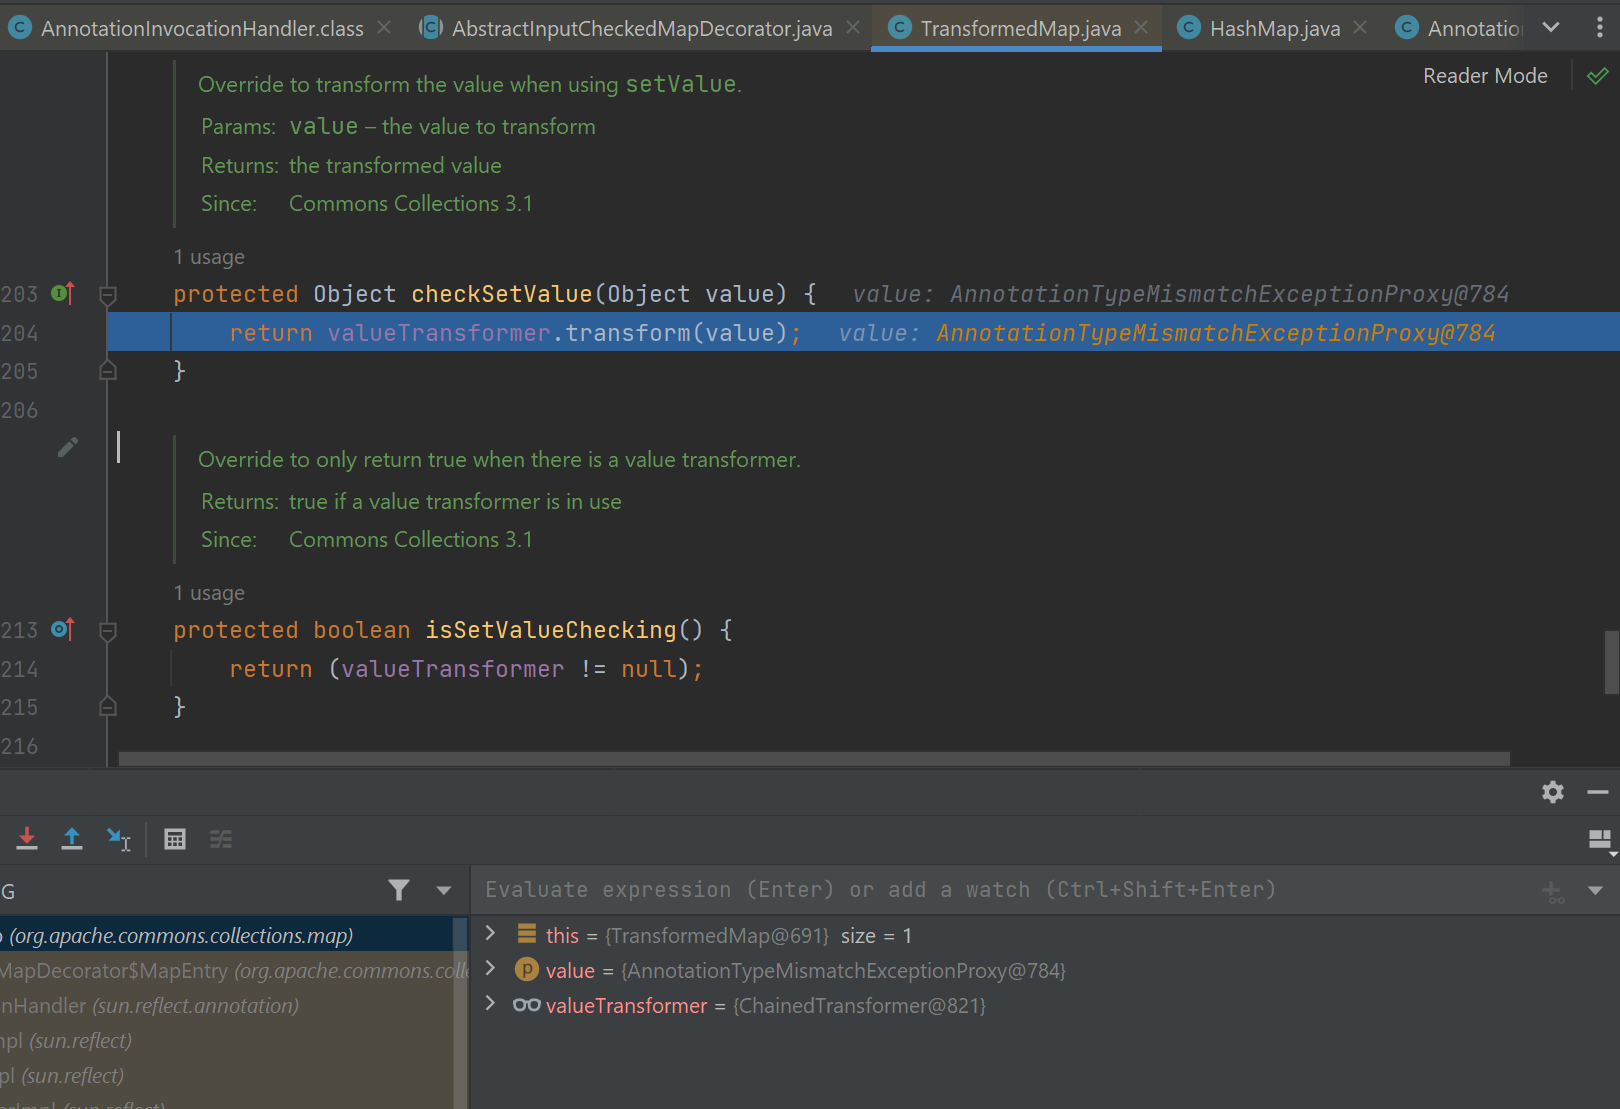 AnnotationInvocationHandler.class AbstractInputCheckedMapDecorator.java TransformedMap.java HashMap.java Annotatio
Reader Mode
Override to transform the value when using setValue.
Params: value – the value to transform
Returns: the transformed value
Since: Commons Collections 3.1
1 usage
203 protected Object checkSetValue(Object value) { value: AnnotationTypeMismatchExceptionProxy@784
204 return valueTransformer.transform(value); value: AnnotationTypeMismatchExceptionProxy@784
205 }
206
Override to only return true when there is a value transformer.
Returns: true if a value transformer is in use
Since: Commons Collections 3.1
1 usage
213 protected boolean isSetValueChecking() {
214 return (valueTransformer != null);
215 }
216
G
Evaluate expression (Enter) or add a watch (Ctrl+Shift+Enter)
(org.apache.commons.collections.map)
MapDecorator$MapEntry (org.apache.commons.colle
nHandler (sun.reflect.annotation)
mpl (sun.reflect)
pl (sun.reflect)
orImpl (sun.reflect)
this = {TransformedMap@691} size = 1
value = {AnnotationTypeMismatchExceptionProxy@784}
valueTransformer = {ChainedTransformer@821}